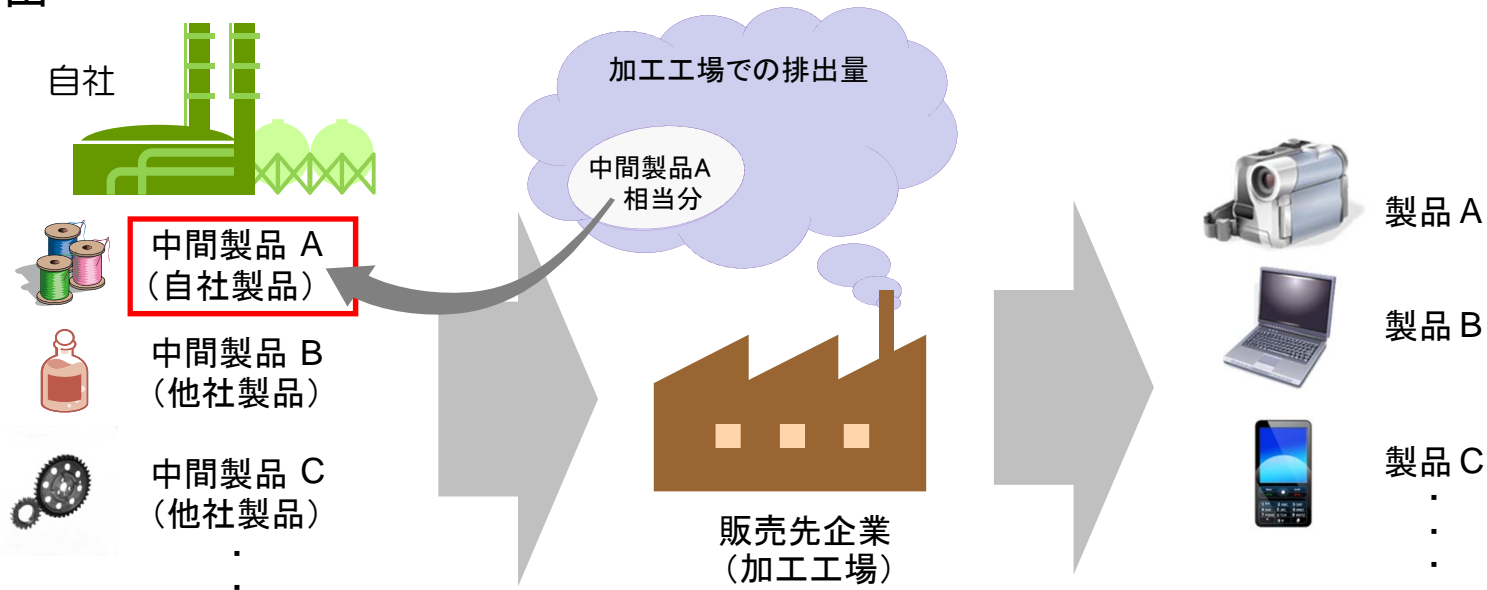 自社
加工工場での排出量
中間製品A
相当分
中間製品 A
（自社製品）
中間製品 B
（他社製品）
中間製品 C
（他社製品）
・
・
販売先企業
（加工工場）
製品 A
製品 B
製品 C
・
・
・